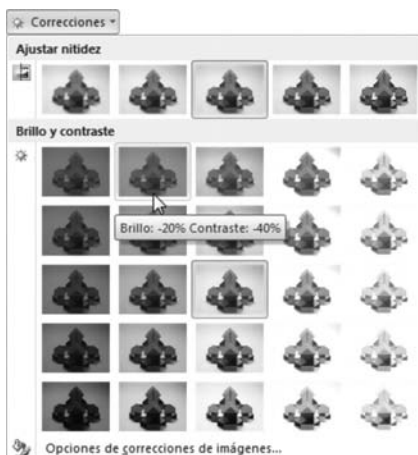 Correcciones
Ajustar nitidez
Brillo y contraste
Brillo: -20% Contraste: -40%
Opciones de correcciones de imágenes...